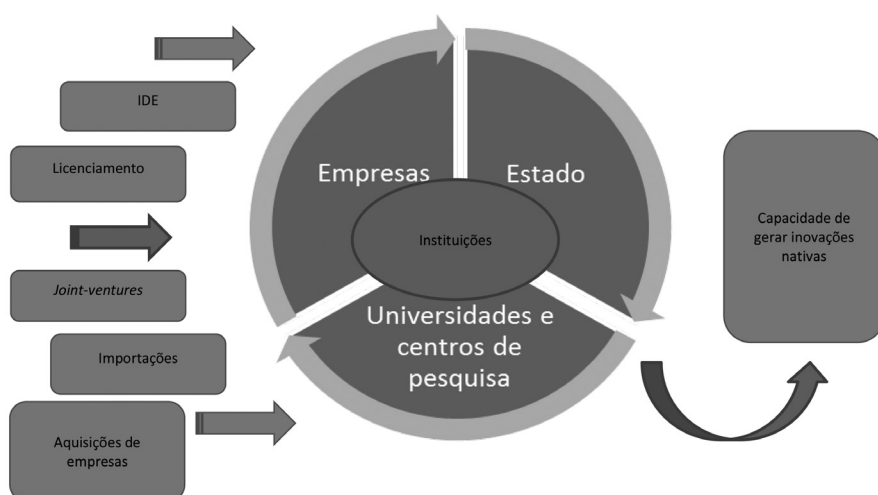 IDE
Licenciamento
Joint-ventures
Importações
Aquisições de
empresas
Empresas
Estado
Instituições
Universidades e
centros de
pesquisa
Capacidade de
gerar inovações
nativas